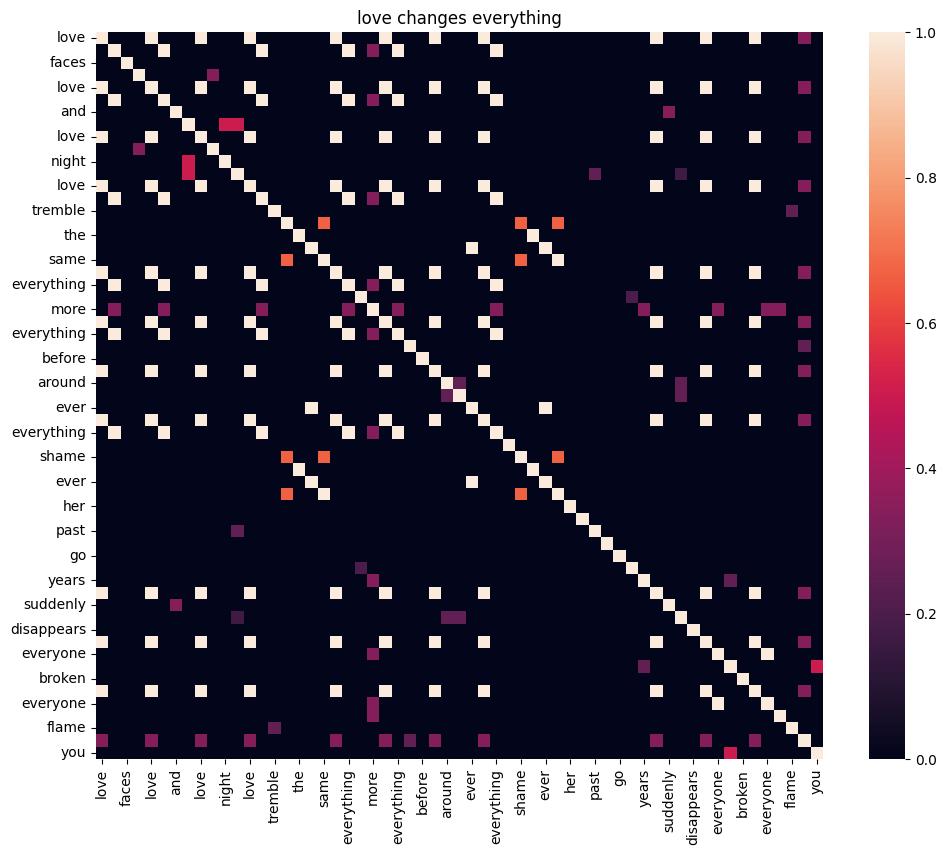 love changes everything
love
faces
love
and
love
night
love
tremble
the
same
everything
more
everything
before
around
ever
everything
shame
ever
her
past
go
years
suddenly
disappears
everyone
broken
everyone
flame
you
love
faces
love
and
love
night
love
tremble
the
same
everything
more
everything
before
around
ever
everything
shame
ever
her
past
go
years
suddenly
disappears
everyone
broken
everyone
flame
you
1.0
0.8
0.6
0.4
0.2
0.0